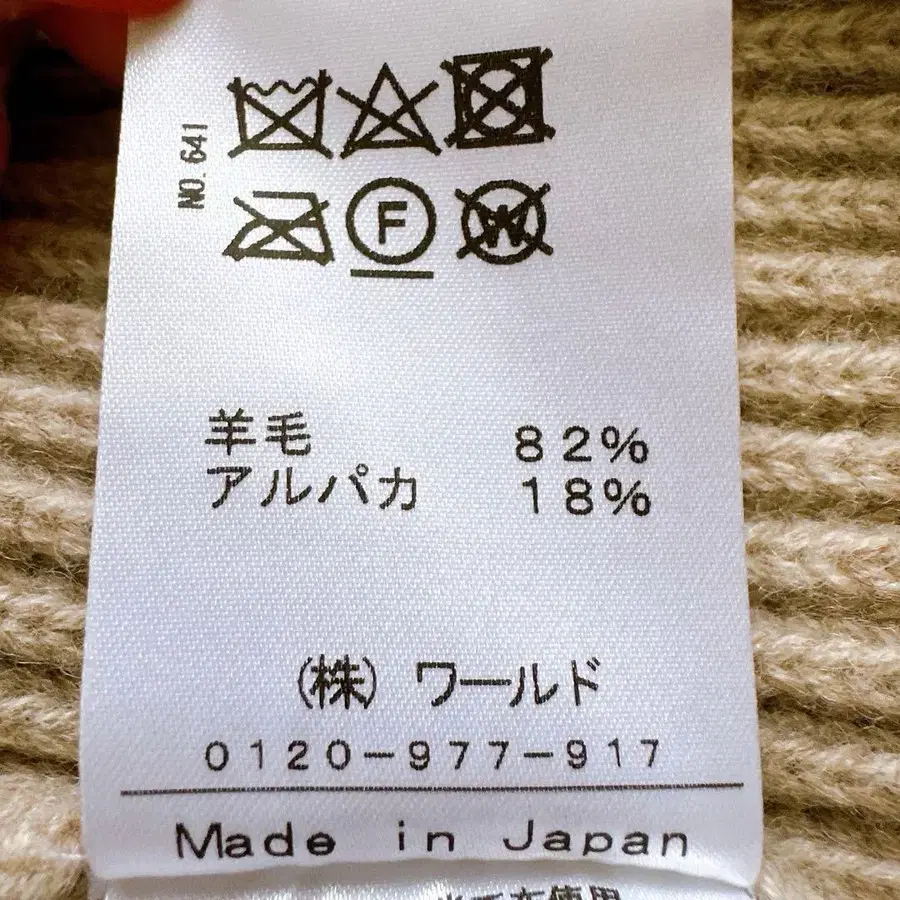 NO. 641
F
W
羊毛 82%
アルパカ 18%
(株) ワールド
0120-977-917
Made in Japan